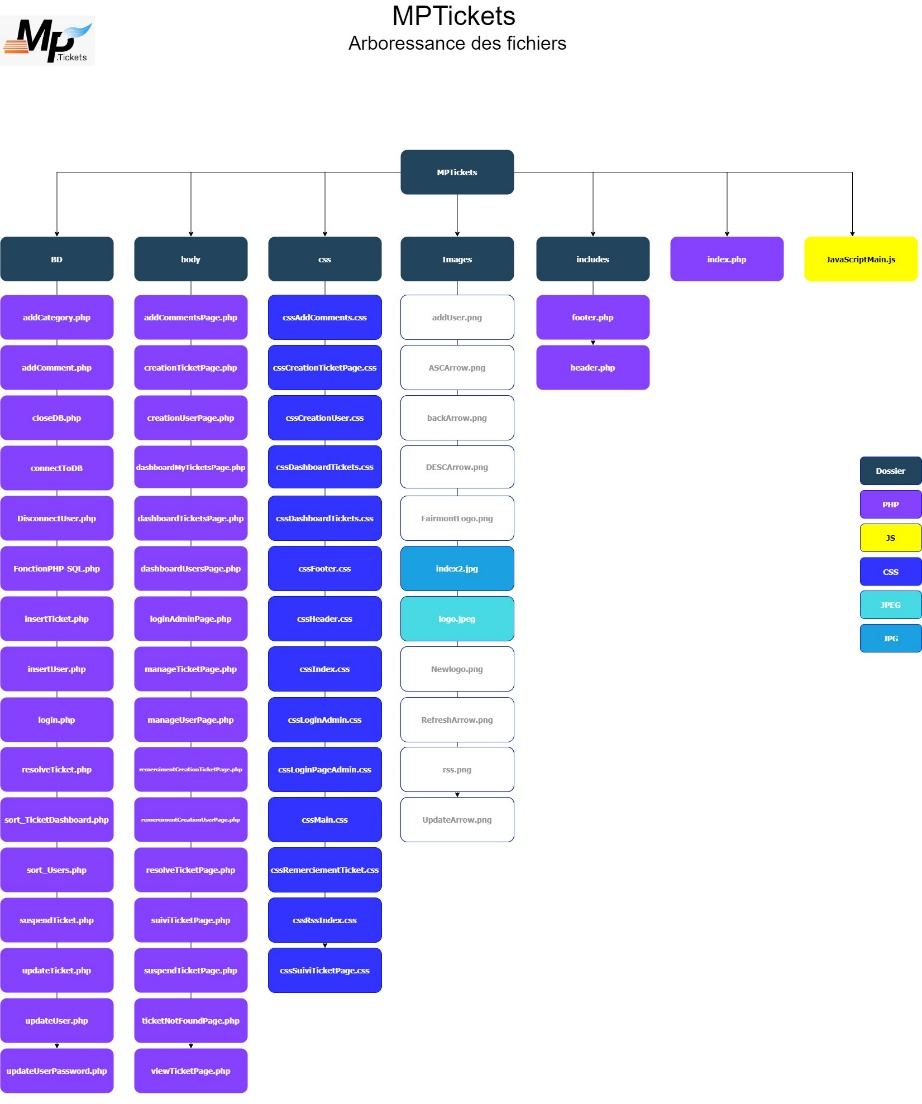 MPTickets
Arboressance des fichiers
Mp
.Tickets
MPTickets
BD
body
css
Images
includes
index.php
JavaScriptMain.js
addCategory.php
addComment.php
closeDB.php
connectToDB
DisconnectUser.php
FonctionPHP_SQL.php
insertTicket.php
insertUser.php
login.php
resolveTicket.php
sort_TicketDashboard.php
sort_Users.php
suspendTicket.php
updateTicket.php
updateUser.php
updateUserPassword.php
addCommentsPage.php
creationTicketPage.php
creationUserPage.php
dashboardMyTicketsPage.php
dashboardTicketsPage.php
dashboardUsersPage.php
loginAdminPage.php
manageTicketPage.php
manageUserPage.php
remercimentCreationTicketPage.php
remercimentCreationUserPage.php
resolveTicketPage.php
suiviTicketPage.php
suspendTicketPage.php
ticketNotFoundPage.php
viewTicketPage.php
cssAddComments.css
cssCreationTicketPage.css
cssCreationUser.css
cssDashboardTickets.css
cssDashboardTickets.css
cssFooter.css
cssHeader.css
cssIndex.css
cssLoginAdmin.css
cssLoginPageAdmin.css
cssMain.css
cssRemerciementTicket.css
cssRssIndex.css
cssSuiviTicketPage.css
addUser.png
ASCArrow.png
backArrow.png
DESCArrow.png
FairmontLogo.png
index2.jpg
logo.jpeg
Newlogo.png
RefreshArrow.png
rss.png
UpdateArrow.png
footer.php
header.php
Dossier
PHP
JS
CSS
JPEG
JPG